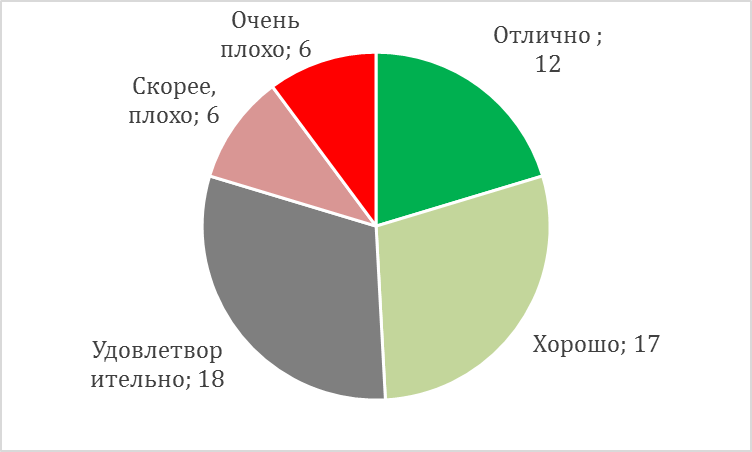 Очень
плохо; 6
Отлично ;
12
Скорее,
плохо; 6
Хорошо; 17
Удовлетвор
ительно; 18